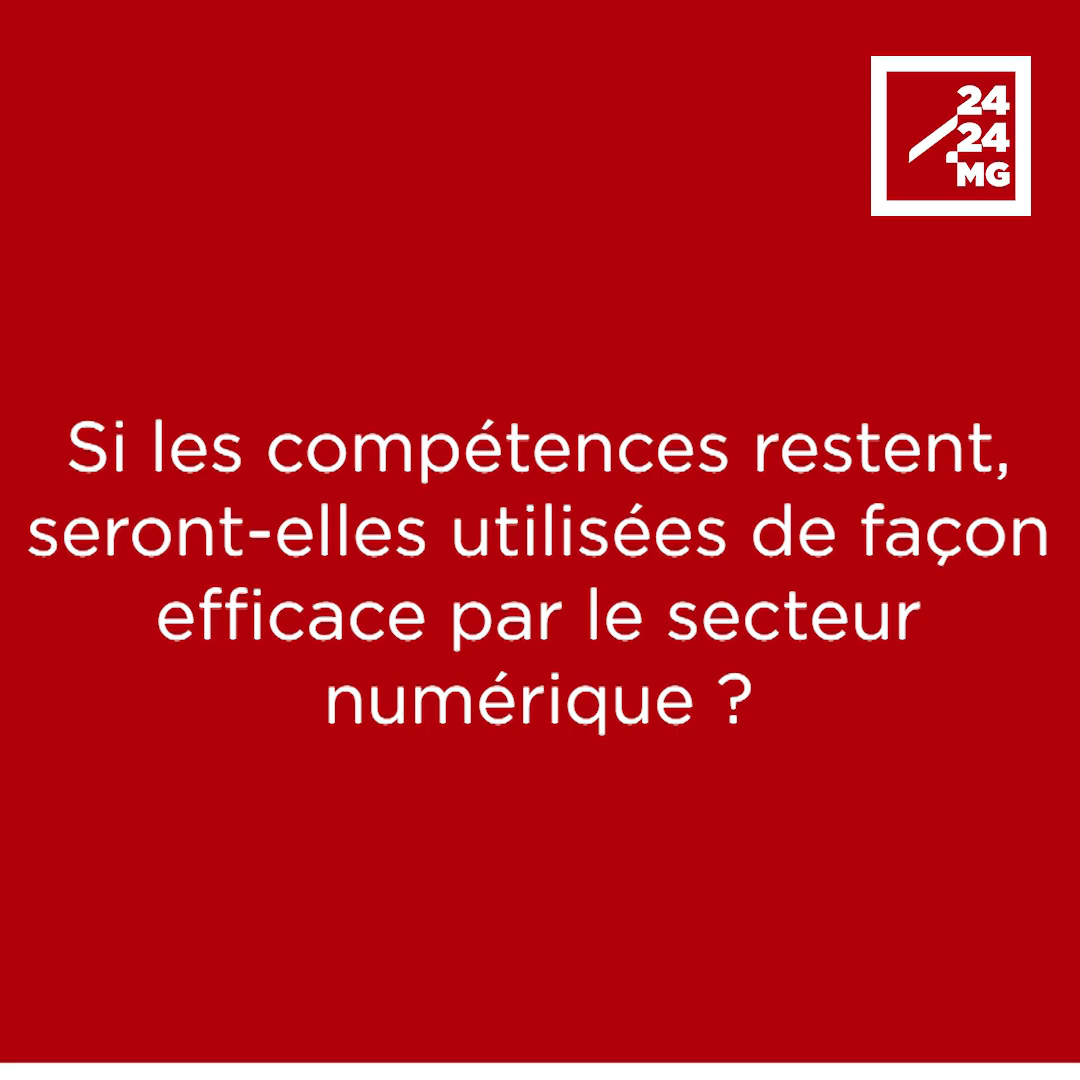 24
24
MG
Si les compétences restent,
seront-elles utilisées de façon
efficace par le secteur
numérique ?